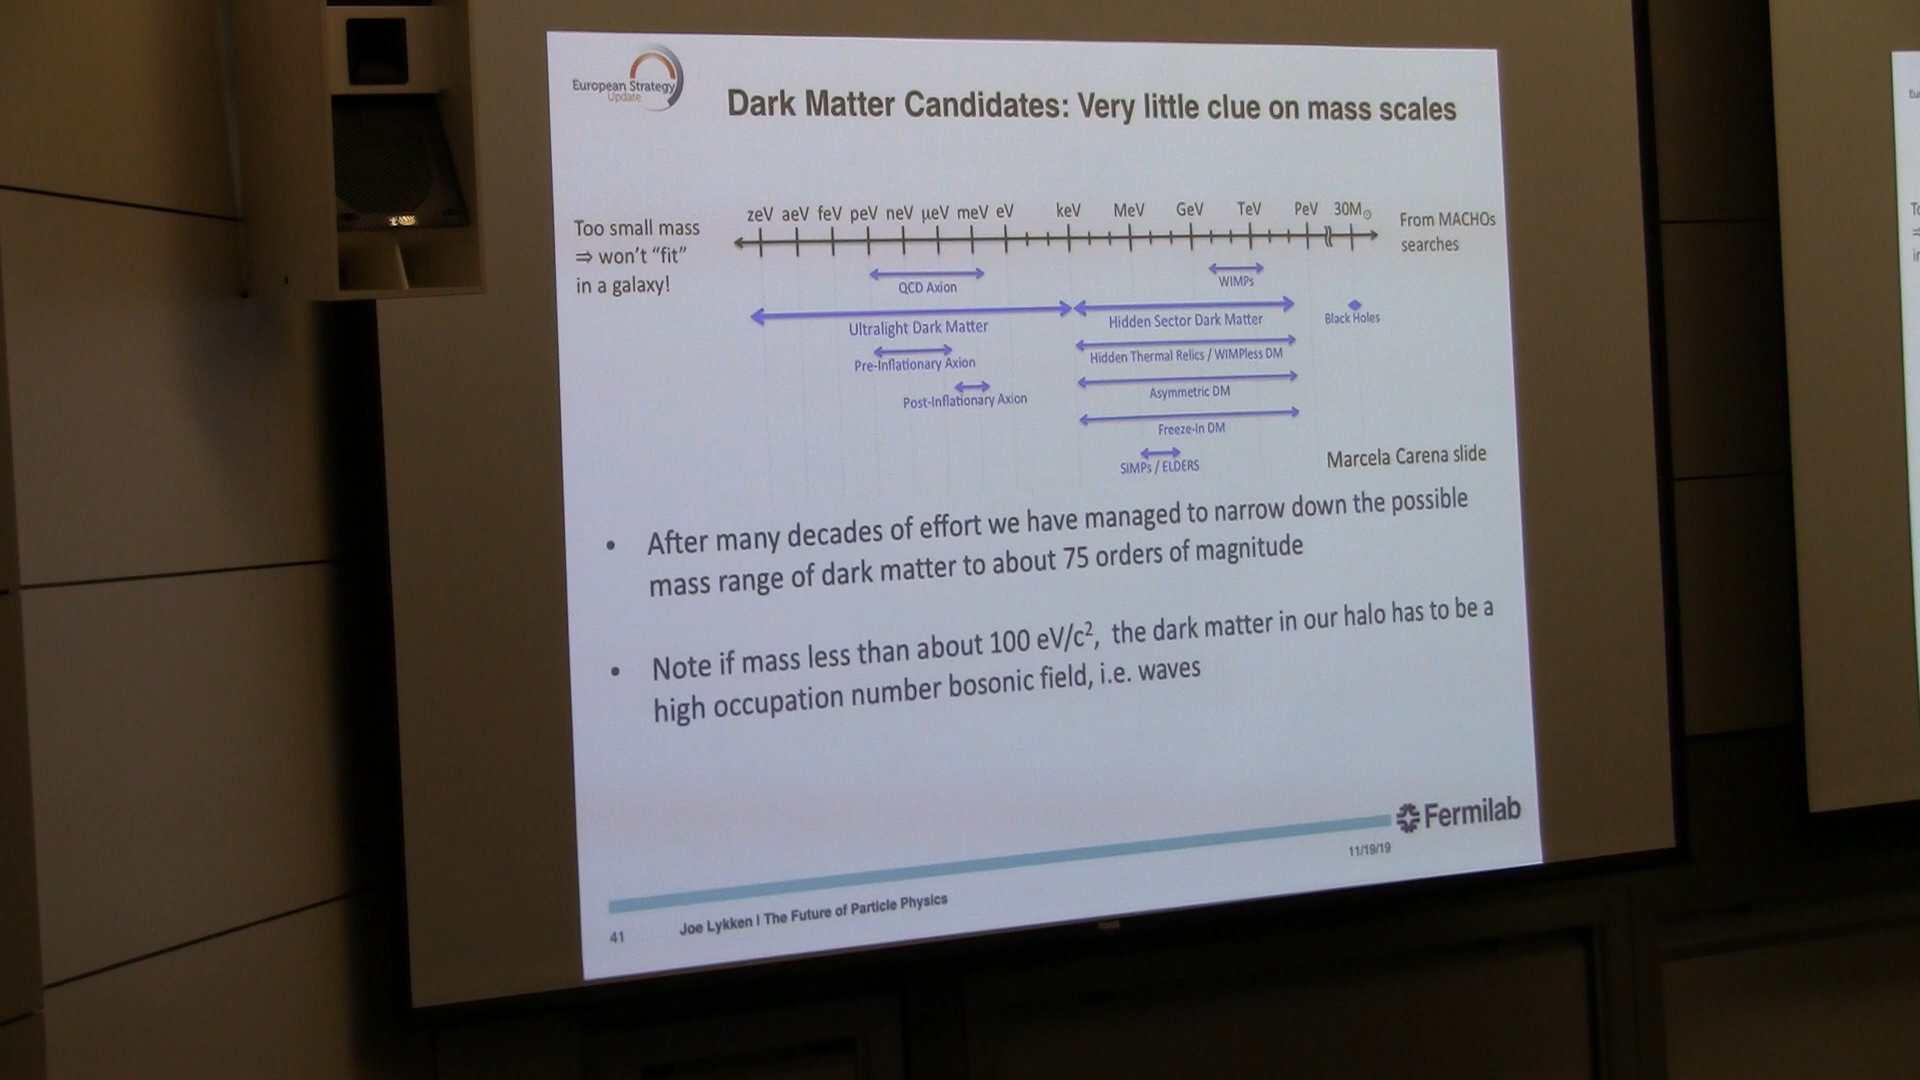 European Strategy
Update
Dark Matter Candidates: Very little clue on mass scales
Too small mass
⇒ won't "fit"
in a galaxy!
zeV aeV feV peV neV μeV meV eV keV MeV GeV TeV PeV 30M⊙
From MACHOs
searches
QCD Axion
WIMPs
Ultralight Dark Matter
Hidden Sector Dark Matter
Black Holes
Pre-Inflationary Axion
Hidden Thermal Relics / WIMPless DM
Post-Inflationary Axion
Asymmetric DM
Freeze-In DM
SIMPs / ELDERS
Marcela Carena slide
• After many decades of effort we have managed to narrow down the possible
mass range of dark matter to about 75 orders of magnitude
• Note if mass less than about 100 eV/c², the dark matter in our halo has to be a
high occupation number bosonic field, i.e. waves
Fermilab
11/19/19
41 Joe Lykken I The Future of Particle Physics